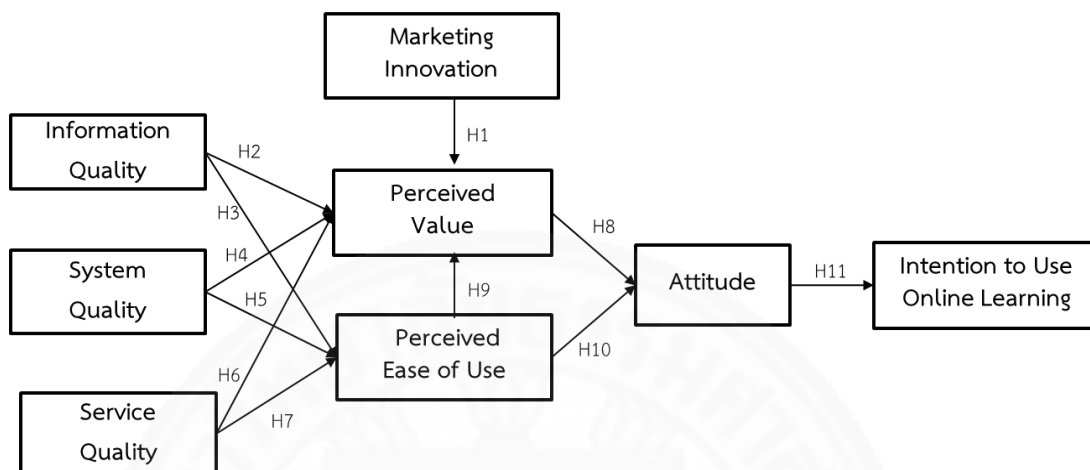 Marketing
Innovation
H1
Information
Quality
H2
H3
Perceived
Value
H8
System
Quality
H4
H5
H9
Attitude
H11
Intention to Use
Online Learning
Perceived
Ease of Use
H10
H6
H7
Service
Quality